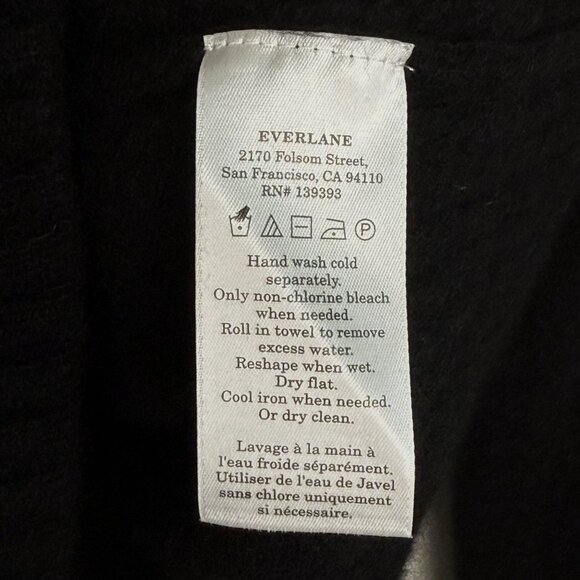 EVERLANE
2170 Folsom Street,
San Francisco, CA 94110
RN# 139393
P
Hand wash cold
separately.
Only non-chlorine bleach
when needed.
Roll in towel to remove
excess water.
Reshape when wet.
Dry flat.
Cool iron when needed.
Or dry clean.
Lavage à la main à
l'eau froide séparément.
Utiliser de l'eau de Javel
sans chlore uniquement
si nécessaire.